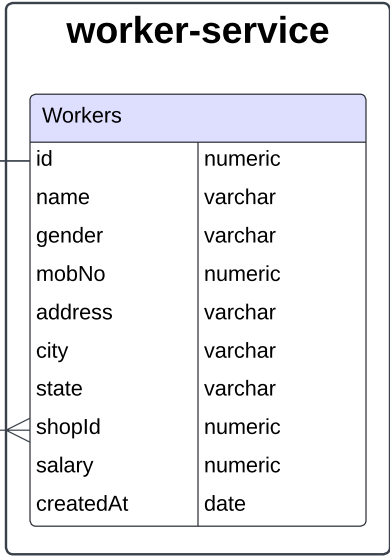 worker-service
Workers
id numeric
name varchar
gender varchar
mobNo numeric
address varchar
city varchar
state varchar
shopId numeric
salary numeric
createdAt date